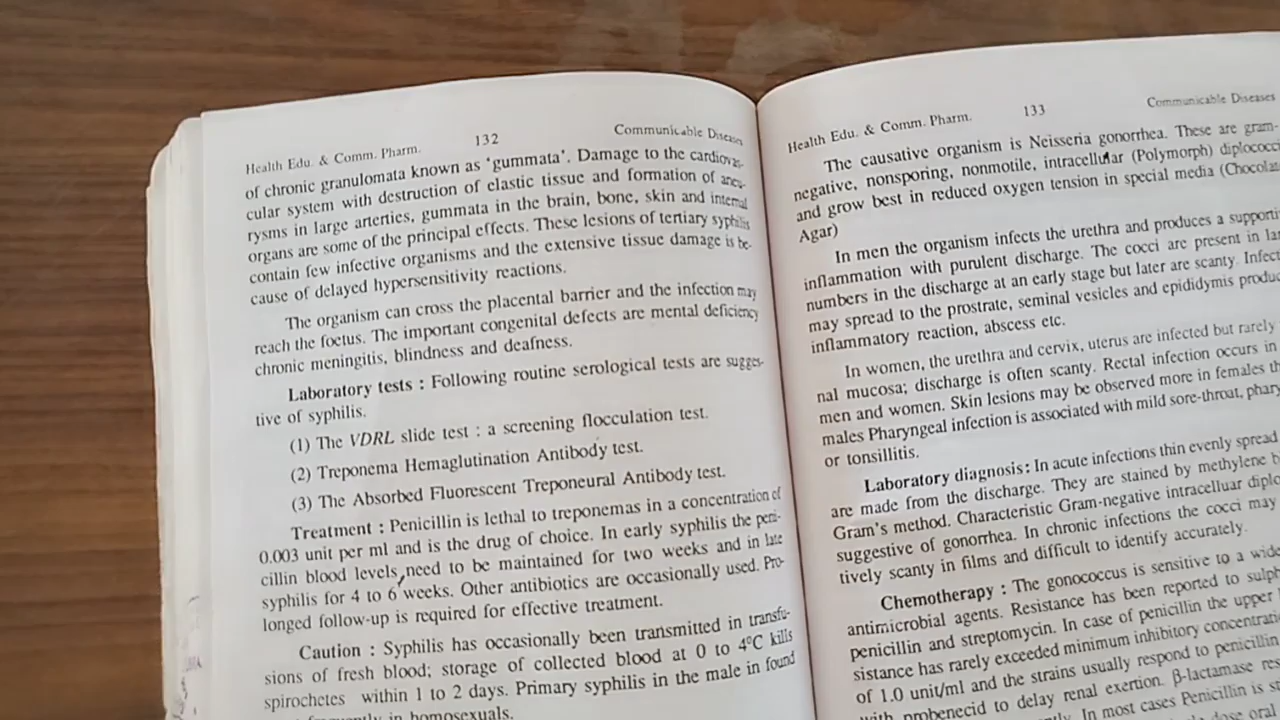 Health Edu. & Comm. Pharm. 132 Communicable Diseases
of chronic granulomata known as 'gummata'. Damage to the cardiovas-
cular system with destruction of elastic tissue and formation of aneu-
rysms in large arteries, gummata in the brain, bone, skin and internal
organs are some of the principal effects. These lesions of tertiary syphilis
contain few infective organisms and the extensive tissue damage is be-
cause of delayed hypersensitivity reactions.
The organism can cross the placental barrier and the infection may
reach the foetus. The important congenital defects are mental deficiency
chronic meningitis, blindness and deafness.
Laboratory tests : Following routine serological tests are sugges-
tive of syphilis.
(1) The VDRL slide test : a screening flocculation test.
(2) Treponema Hemaglutination Antibody test.
(3) The Absorbed Fluorescent Treponeural Antibody test.
Treatment : Penicillin is lethal to treponemas in a concentration of
0.003 unit per ml and is the drug of choice. In early syphilis the peni-
cillin blood levels need to be maintained for two weeks and in late
syphilis for 4 to 6 weeks. Other antibiotics are occasionally used. Pro-
longed follow-up is required for effective treatment.
Caution : Syphilis has occasionally been transmitted in transfu-
sions of fresh blood; storage of collected blood at 0 to 4°C kills
spirochetes within 1 to 2 days. Primary syphilis in the male in found
in homosexuals.
Health Edu. & Comm. Pharm. 133 Communicable Diseases
The causative organism is Neisseria gonorrhea. These are gram-
negative, nonsporing, nonmotile, intracellular (Polymorph) diplococci
and grow best in reduced oxygen tension in special media (Chocola
Agar)
In men the organism infects the urethra and produces a supporti
inflammation with purulent discharge. The cocci are present in lar
numbers in the discharge at an early stage but later are scanty. Infect
may spread to the prostrate, seminal vesicles and epididymis produ
inflammatory reaction, abscess etc.
In women, the urethra and cervix, uterus are infected but rarely
nal mucosa; discharge is often scanty. Rectal infection occurs in
men and women. Skin lesions may be observed more in females th
males Pharyngeal infection is associated with mild sore-throat, phary
or tonsillitis.
Laboratory diagnosis: In acute infections thin evenly spread
are made from the discharge. They are stained by methylene b
Gram's method. Characteristic Gram-negative intracelluar diplo
suggestive of gonorrhea. In chronic infections the cocci may
tively scanty in films and difficult to identify accurately.
Chemotherapy : The gonococcus is sensitive to a wide
antimicrobial agents. Resistance has been reported to sulph
penicillin and streptomycin. In case of penicillin the upper
sistance has rarely exceeded minimum inhibitory concentrati
of 1.0 unit/ml and the strains usually respond to penicillin
with probenecid to delay renal exertion. β-lactamase res
In most cases Penicillin is
dose oral